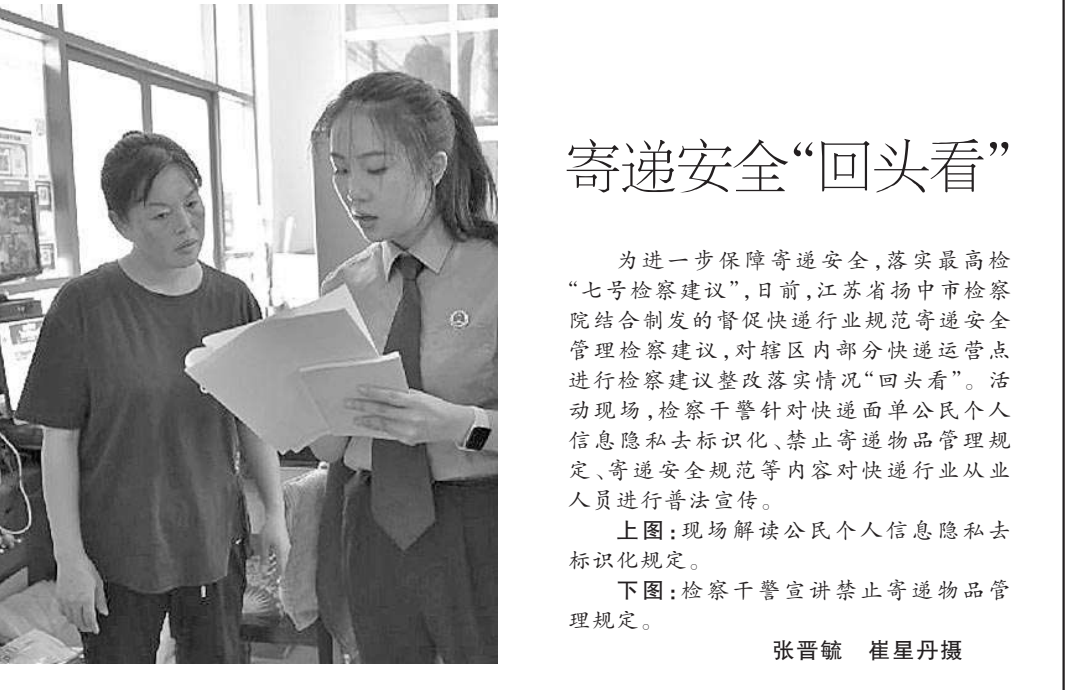 寄递安全“回头看”
为进一步保障寄递安全,落实最高检
“七号检察建议”,日前,江苏省扬中市检察
院结合制发的督促快递行业规范寄递安全
管理检察建议,对辖区内部分快递运营点
进行检察建议整改落实情况“回头看”。活
动现场,检察干警针对快递面单公民个人
信息隐私去标识化、禁止寄递物品管理规
定、寄递安全规范等内容对快递行业从业
人员进行普法宣传。
上图:现场解读公民个人信息隐私去
标识化规定。
下图:检察干警宣讲禁止寄递物品管
理规定。
张晋毓 崔星丹摄